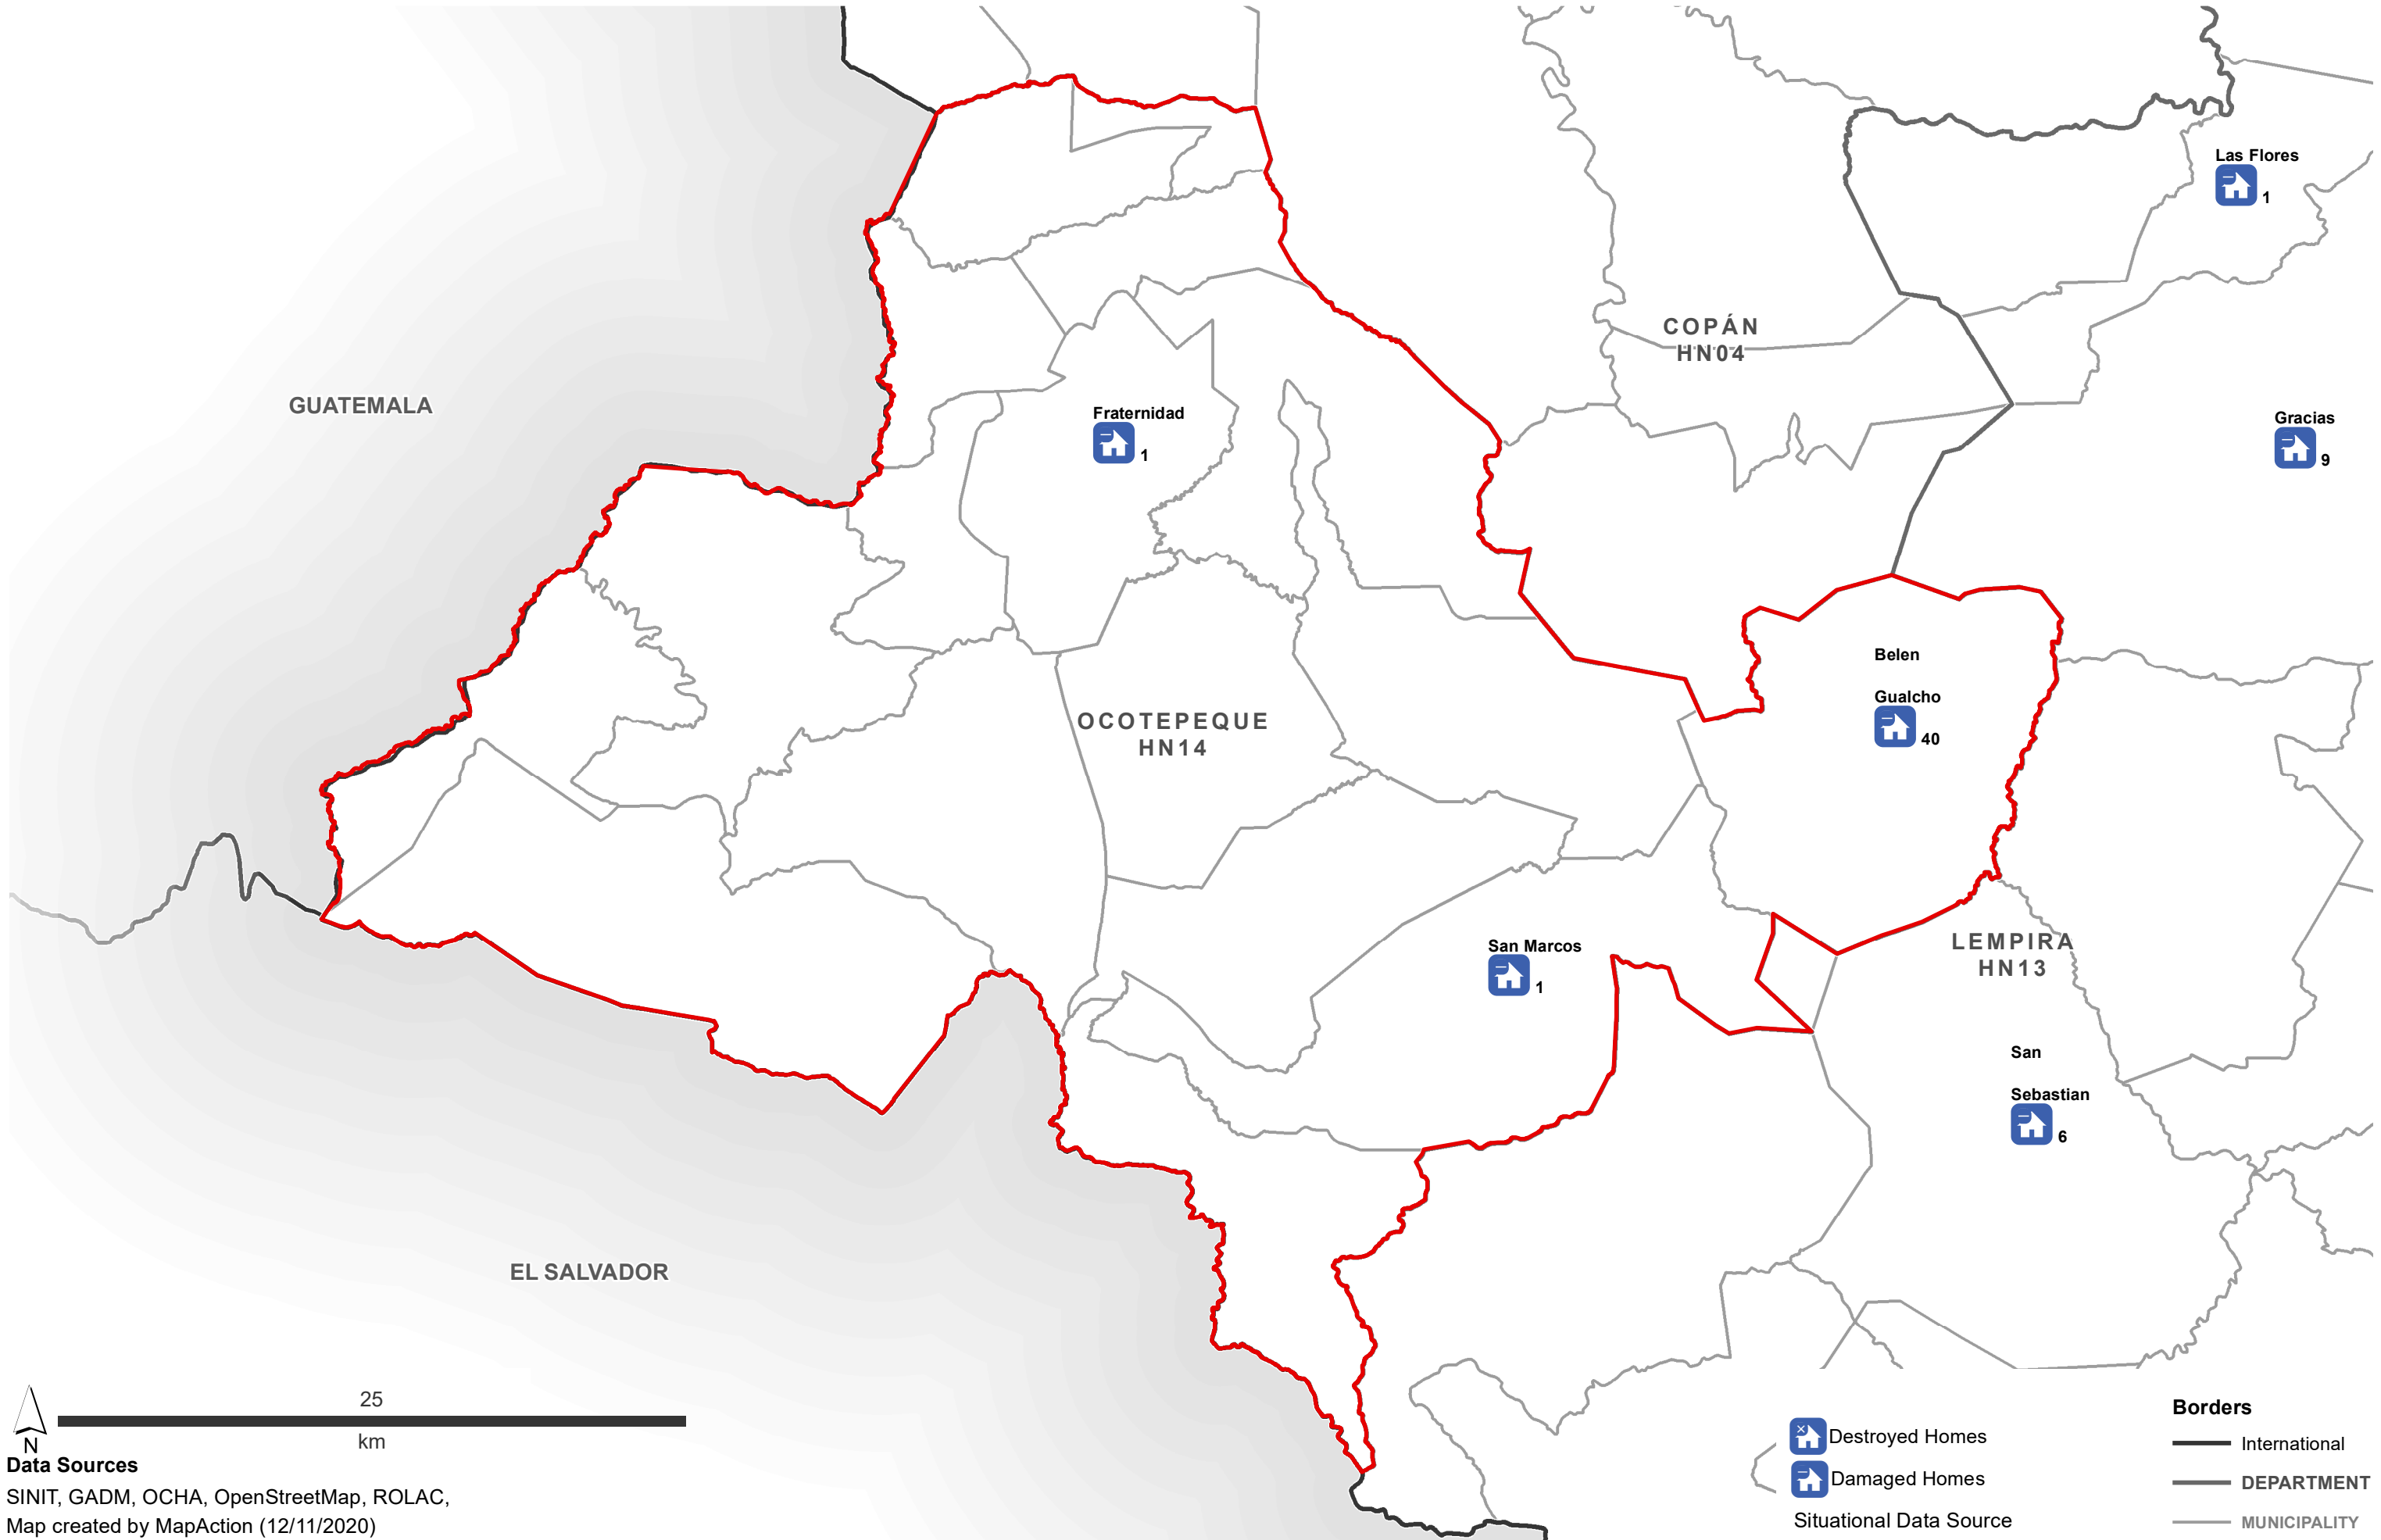 Las Flores
1
COPÁN
HN04
GUATEMALA
Fraternidad
1
Gracias
9
Belen
Gualcho
40
OCOTEPEQUE
HN14
San Marcos
1
LEMPIRA
HN13
San
Sebastian
6
EL SALVADOR
25
km
N
Data Sources
SINIT, GADM, OCHA, OpenStreetMap, ROLAC,
Map created by MapAction (12/11/2020)
Destroyed Homes
Damaged Homes
Situational Data Source
Borders
International
DEPARTMENT
MUNICIPALITY